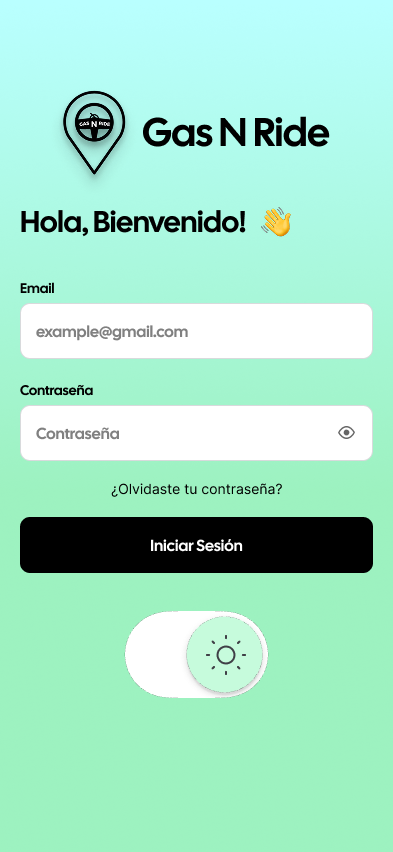 GAS N RIDE
Gas N Ride
Hola, Bienvenido! 👋
Email
example@gmail.com
Contraseña
Contraseña
¿Olvidaste tu contraseña?
Iniciar Sesión